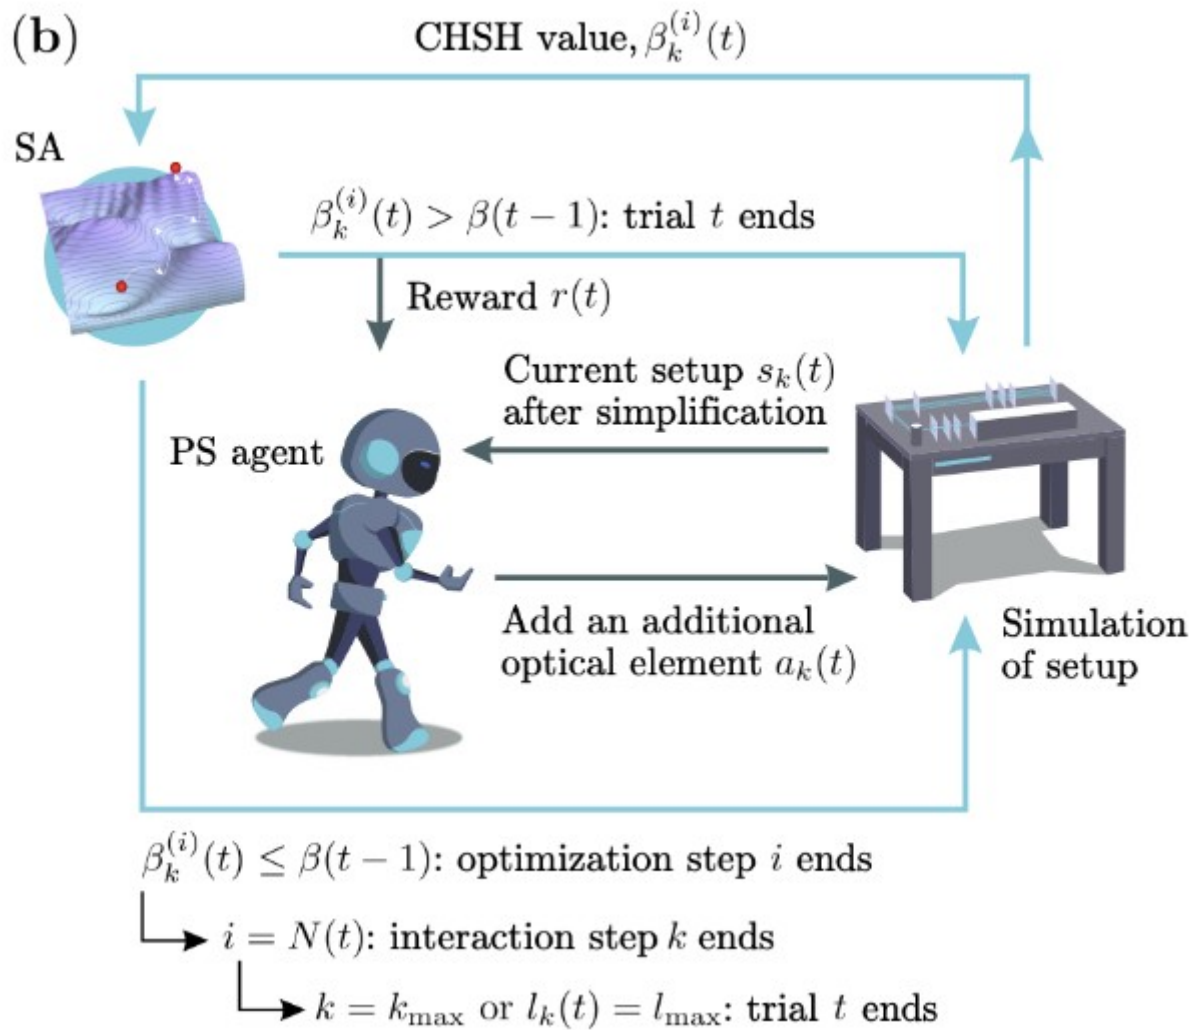 (b)
CHSH value, β_k^{(i)}(t)
SA
β_k^{(i)}(t) > β(t − 1): trial t ends
Reward r(t)
Current setup s_k(t)
after simplification
PS agent
Add an additional
optical element a_k(t)
Simulation
of setup
β_k^{(i)}(t) ≤ β(t − 1): optimization step i ends
i = N(t): interaction step k ends
k = k_max or l_k(t) = l_max: trial t ends